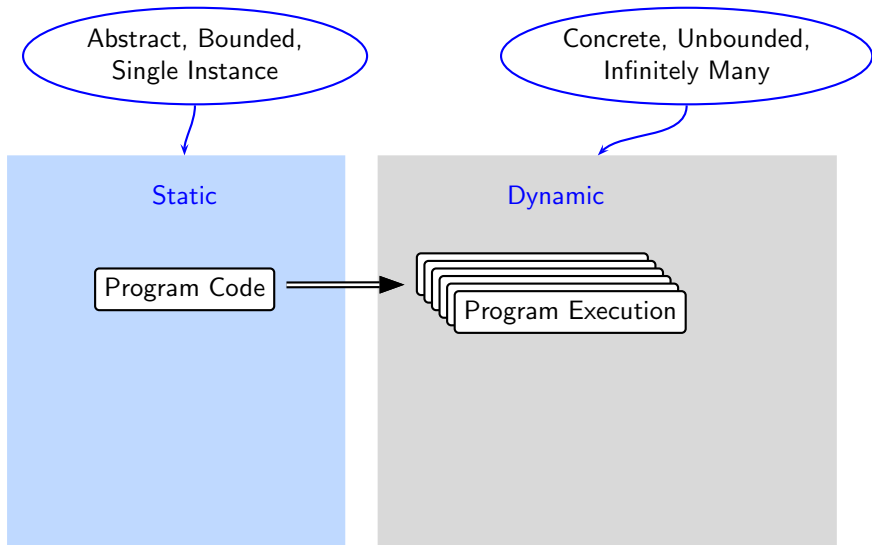 Abstract, Bounded,
Single Instance
Concrete, Unbounded,
Infinitely Many
Static
Dynamic
Program Code
Program Execution